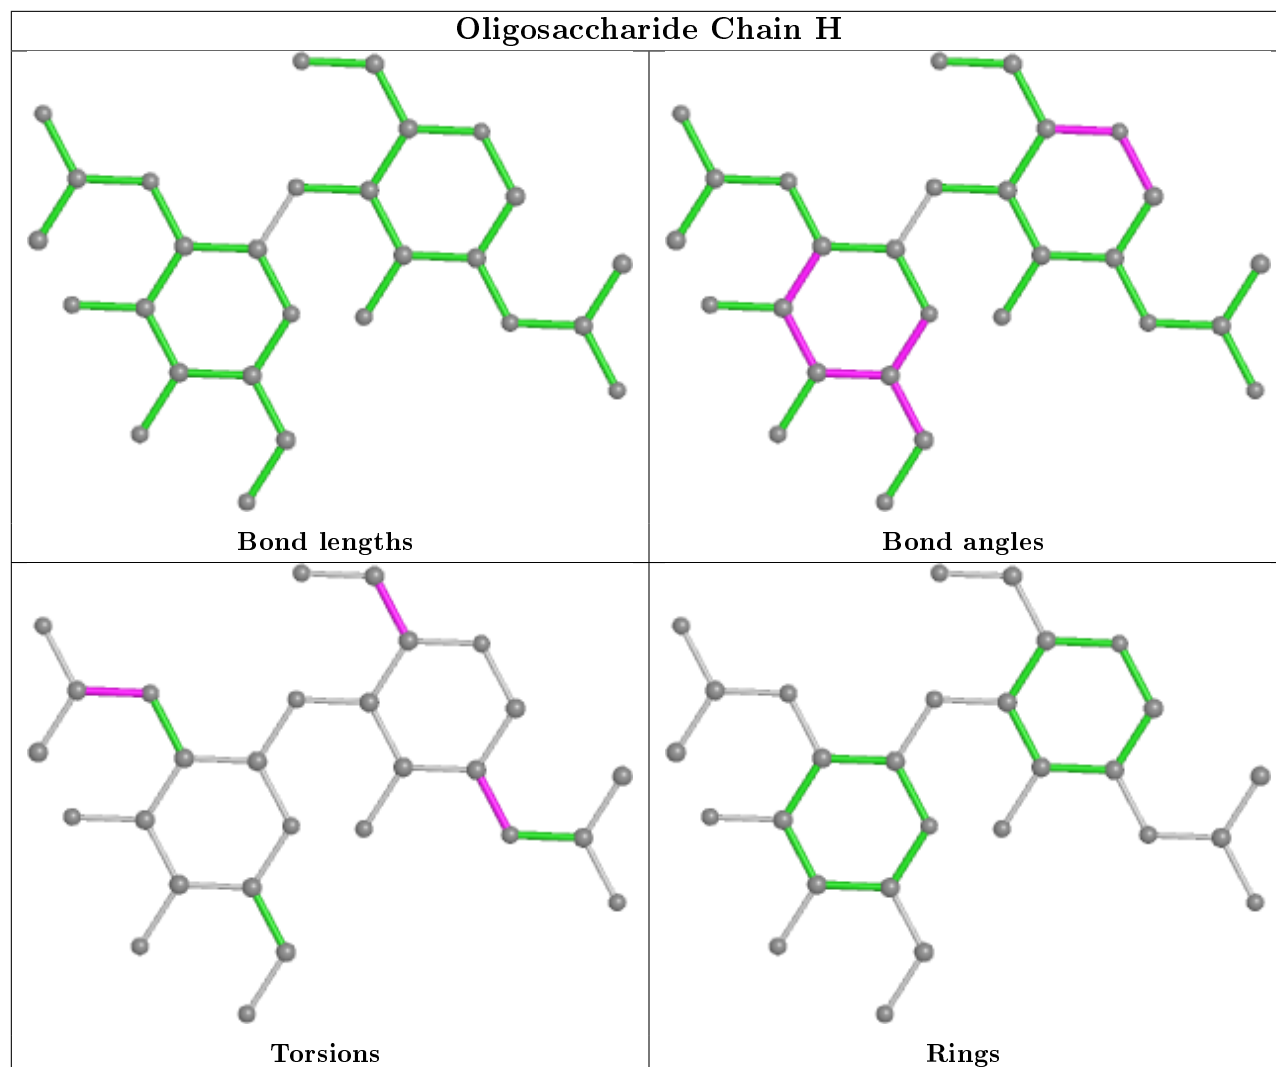 Oligosaccharide Chain H
Bond lengths
Bond angles
Torsions
Rings